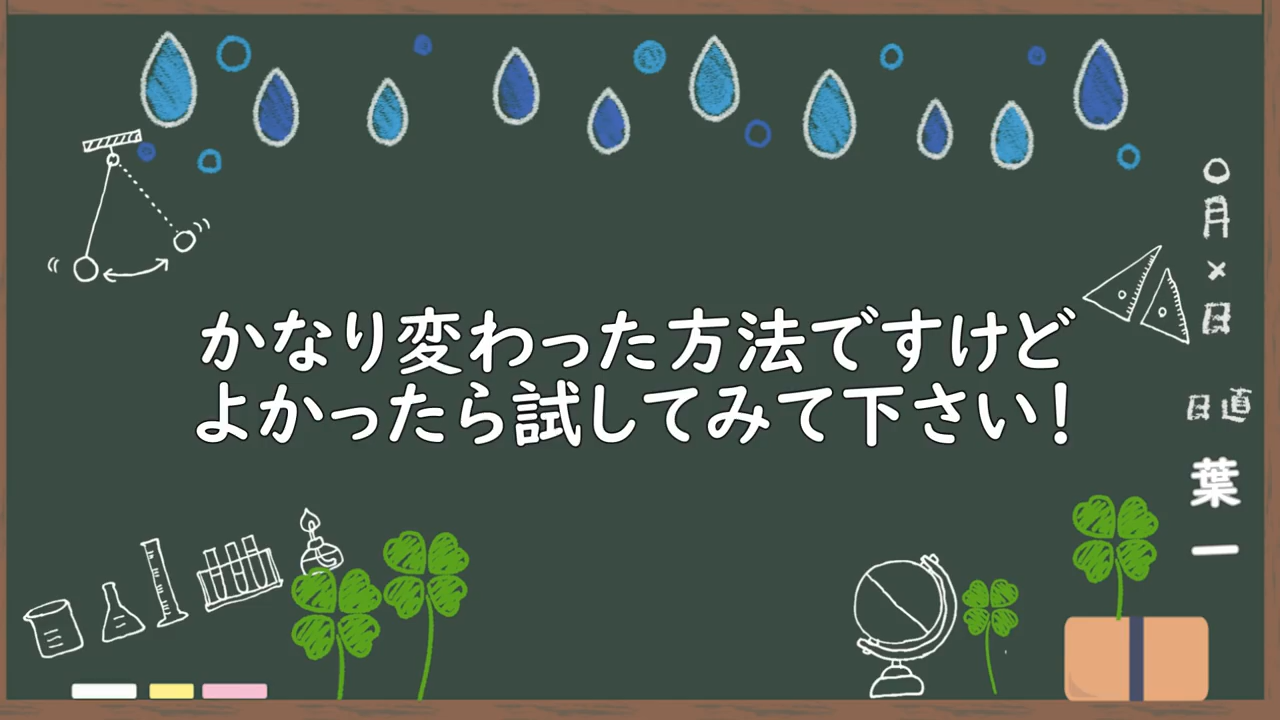 かなり変わった方法ですけど
よかったら試してみて下さい!
○月×日
日直
葉一